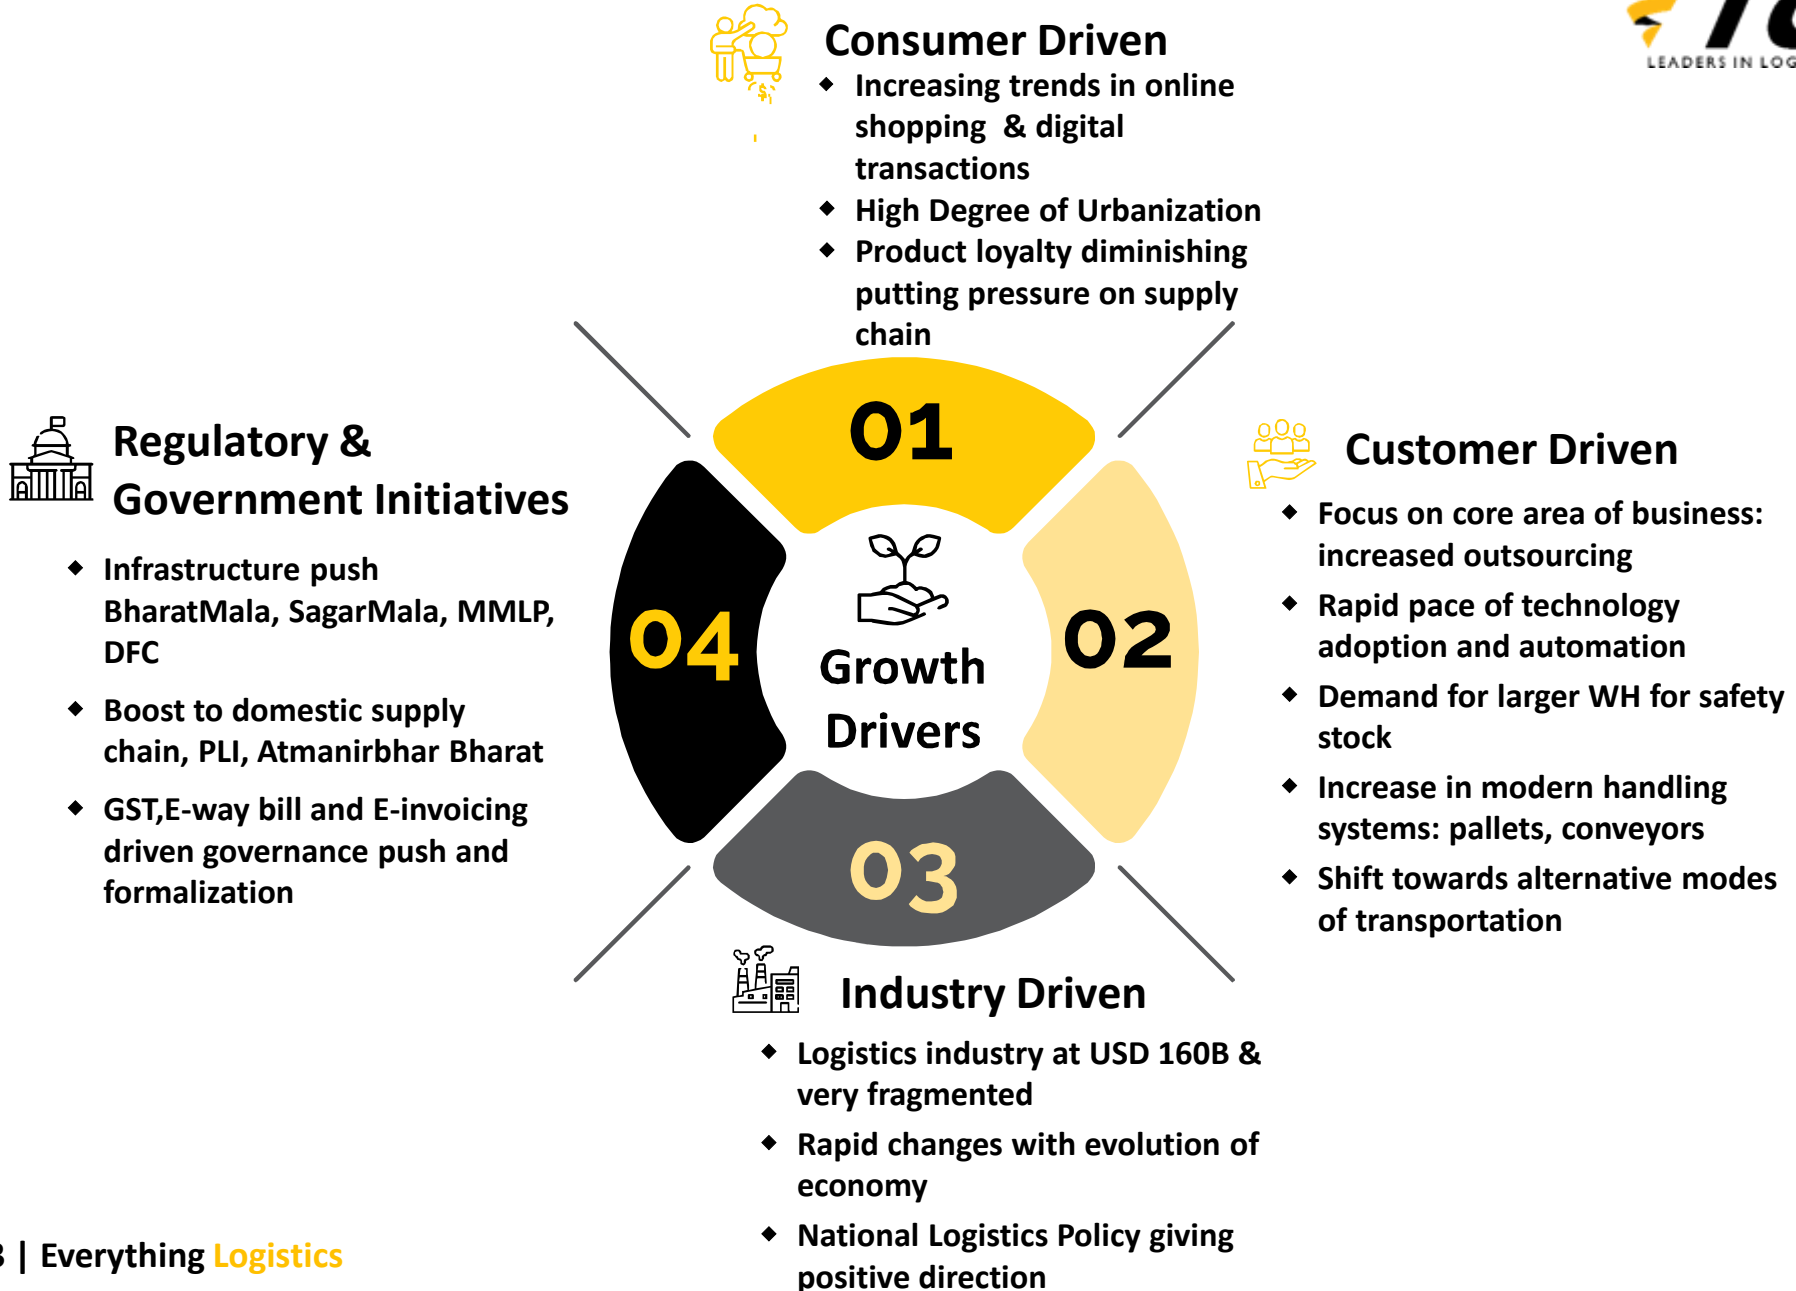 Consumer Driven
◆ Increasing trends in online
shopping & digital
transactions
◆ High Degree of Urbanization
◆ Product loyalty diminishing
putting pressure on supply
chain
LEADERS IN LOG
01
02
03
04
Growth
Drivers
Customer Driven
◆ Focus on core area of business:
increased outsourcing
◆ Rapid pace of technology
adoption and automation
◆ Demand for larger WH for safety
stock
◆ Increase in modern handling
systems: pallets, conveyors
◆ Shift towards alternative modes
of transportation
Industry Driven
◆ Logistics industry at USD 160B &
very fragmented
◆ Rapid changes with evolution of
economy
◆ National Logistics Policy giving
positive direction
Regulatory &
Government Initiatives
◆ Infrastructure push
BharatMala, SagarMala, MMLP,
DFC
◆ Boost to domestic supply
chain, PLI, Atmanirbhar Bharat
◆ GST,E-way bill and E-invoicing
driven governance push and
formalization
| Everything Logistics